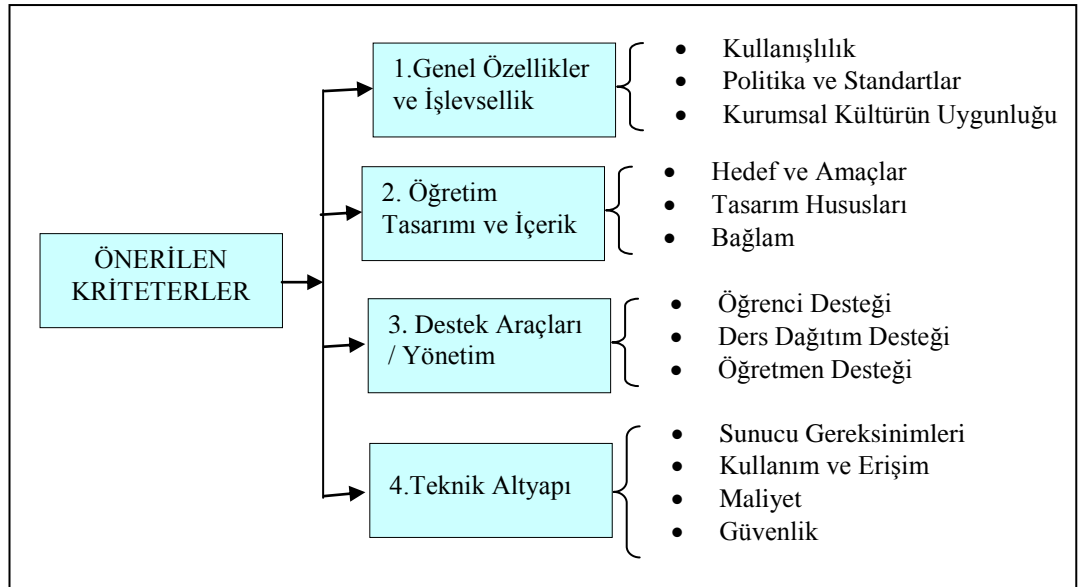 ÖNERİLEN
KRİTETERLER
1.Genel Özellikler
ve İşlevsellik
• Kullanışlılık
• Politika ve Standartlar
• Kurumsal Kültürün Uygunluğu
2. Öğretim
Tasarımı ve İçerik
• Hedef ve Amaçlar
• Tasarım Hususları
• Bağlam
3. Destek Araçları
/ Yönetim
• Öğrenci Desteği
• Ders Dağıtım Desteği
• Öğretmen Desteği
4.Teknik Altyapı
• Sunucu Gereksinimleri
• Kullanım ve Erişim
• Maliyet
• Güvenlik